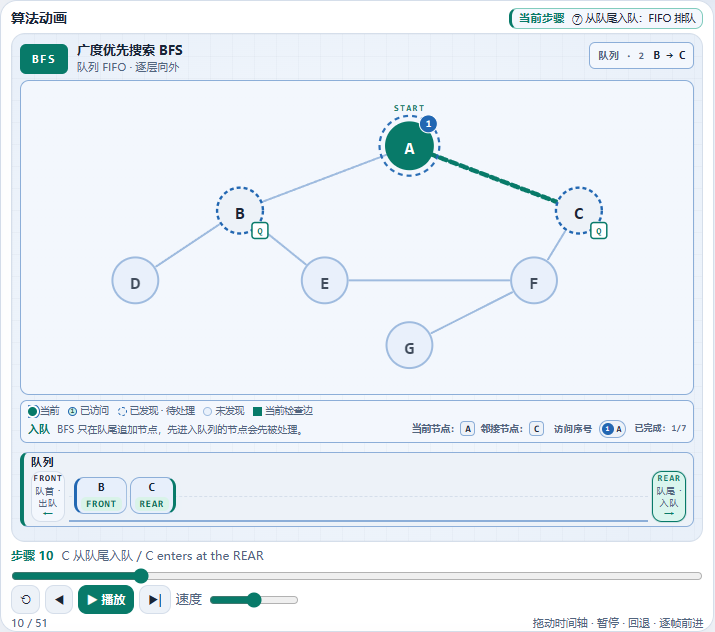 算法动画
当前步骤 ⑦ 从队尾入队：FIFO 排队
BFS
广度优先搜索 BFS
队列 FIFO · 逐层向外
队列 · 2 B → C
START
1
A
B
Q
C
Q
D
E
F
G
当前 1 已访问 已发现 · 待处理 未发现 当前检查边
入队 BFS 只在队尾追加节点，先进入队列的节点会先被处理。
当前节点： A 邻接节点： C 访问序号 1 A 已完成：1/7
队列
FRONT
队首 ·
出队
←
B
FRONT
C
REAR
REAR
队尾 ·
入队
→
步骤 10 C 从队尾入队 / C enters at the REAR
播放 速度
10 / 51
拖动时间轴 · 暂停 · 回退 · 逐帧前进